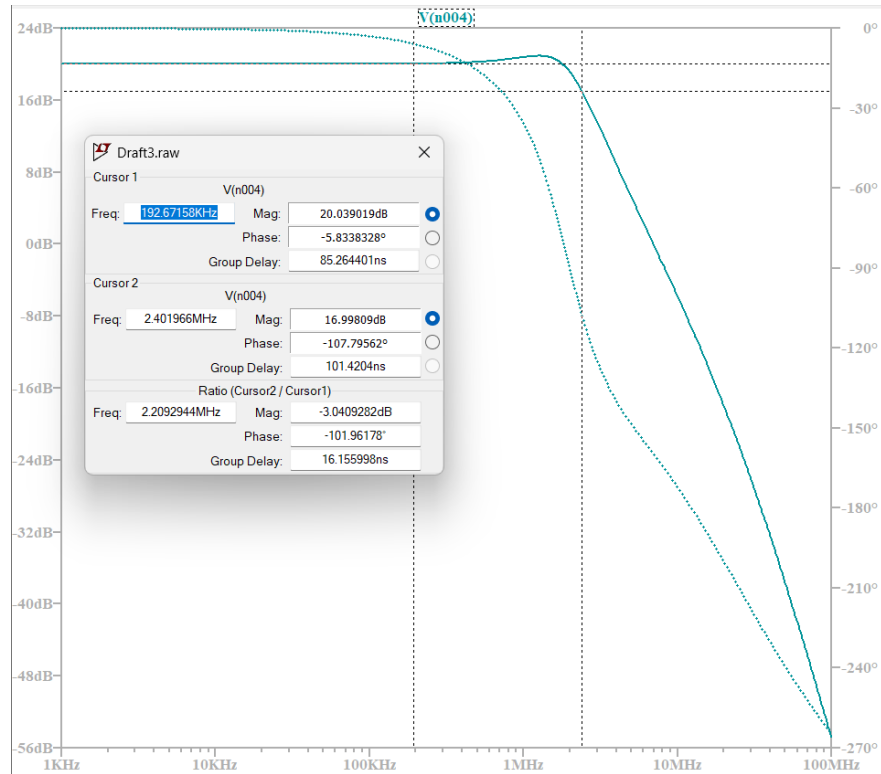 V(n004)
24dB
16dB
8dB
0dB
-8dB
-16dB
-24dB
-32dB
-40dB
-48dB
-56dB
0°
-30°
-60°
-90°
-120°
-150°
-180°
-210°
-240°
-270°
Draft3.raw
Cursor 1
V(n004)
Freq: 192.67158KHz Mag: 20.039019dB
Phase: -5.8338328°
Group Delay: 85.264401ns
Cursor 2
V(n004)
Freq: 2.401966MHz Mag: 16.99809dB
Phase: -107.79562°
Group Delay: 101.4204ns
Ratio (Cursor2 / Cursor1)
Freq: 2.2092944MHz Mag: -3.0409282dB
Phase: -101.96178°
Group Delay: 16.155998ns
1KHz 10KHz 100KHz 1MHz 10MHz 100MHz